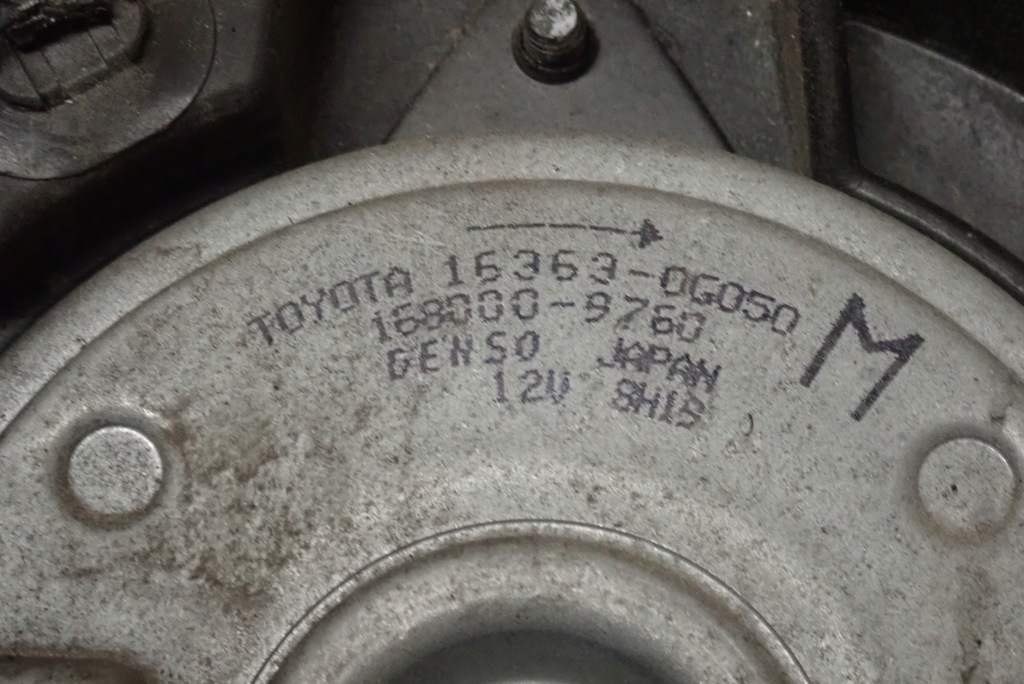 TOYOTA 16363-0G050
168000-9760
DENSO JAPAN
12V 8H15
M